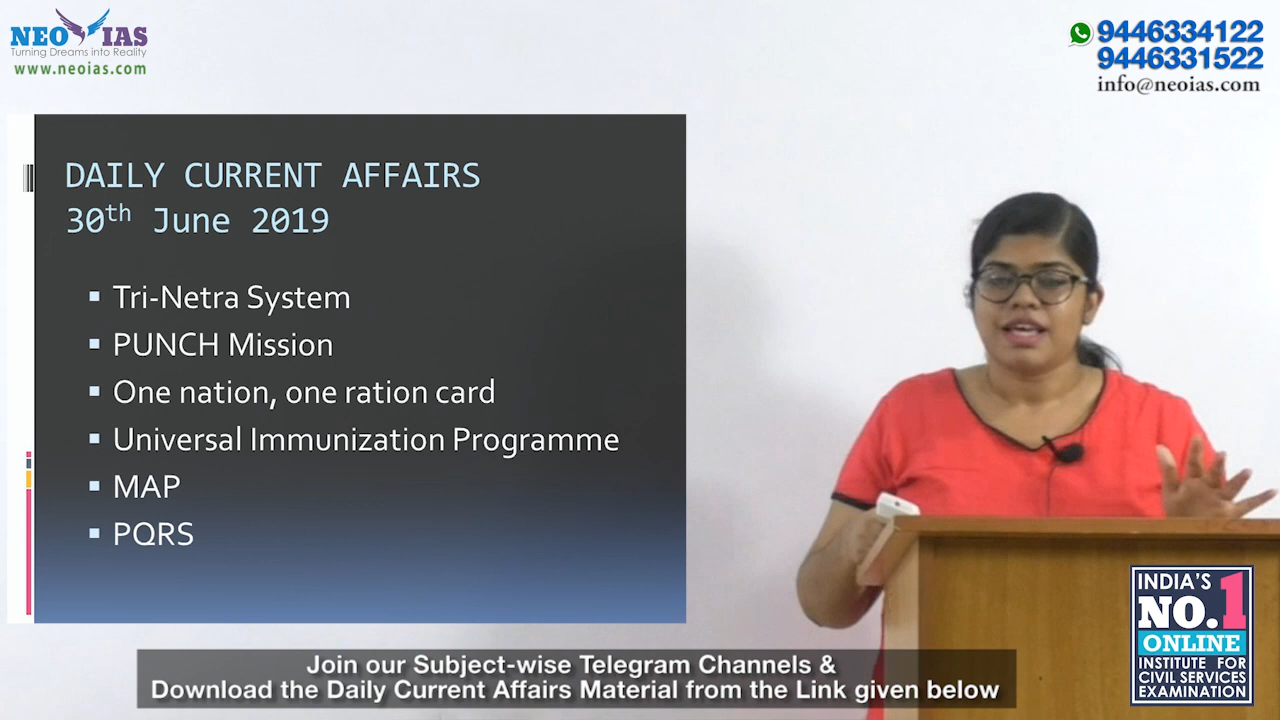 NEO IAS
Turning Dreams into Reality
www.neoias.com
9446334122
9446331522
info@neoias.com
DAILY CURRENT AFFAIRS
30th June 2019
Tri-Netra System
PUNCH Mission
One nation, one ration card
Universal Immunization Programme
MAP
PQRS
INDIA'S
NO.1
ONLINE
INSTITUTE FOR
CIVIL SERVICES
EXAMINATION
Join our Subject-wise Telegram Channels &
Download the Daily Current Affairs Material from the Link given below